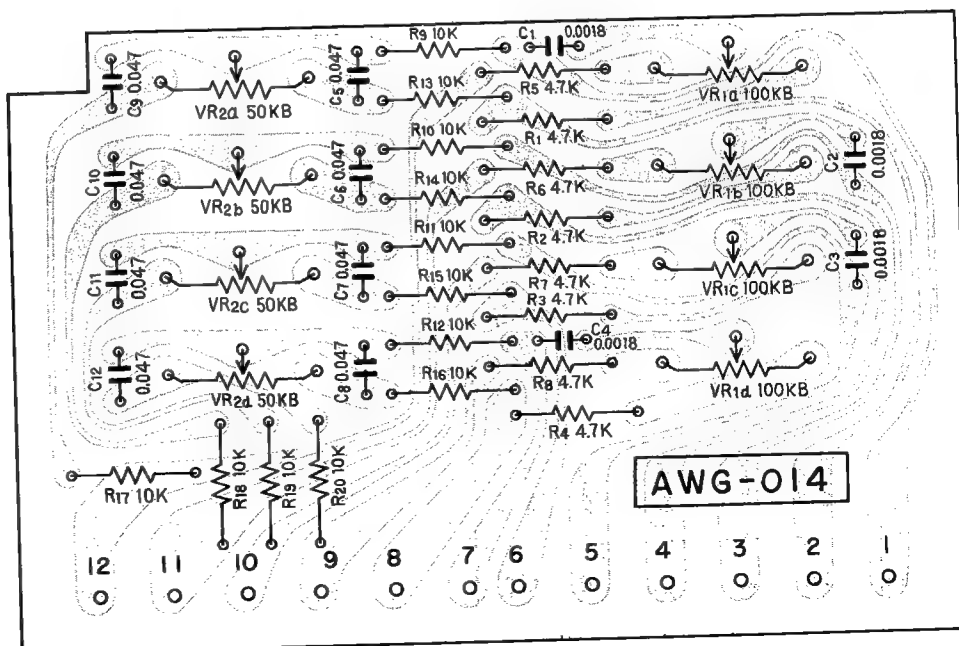 R9 10K
C1
0.0018
C9 0.047
VR2a 50KB
C5 0.047
R13 10K
R5 4.7K
VR1a 100KB
R10 10K
R1 4.7K
C10
0.047
VR2b 50KB
C6 0.047
R14 10K
R6 4.7K
VR1b 100KB
C2
0.0018
R11 10K
R2 4.7K
C11
0.047
VR2c 50KB
C7 0.047
R15 10K
R7 4.7K
VR1c 100KB
C3
0.0018
R3 4.7K
R12 10K
C4
0.0018
C12
0.047
VR2d 50KB
C8 0.047
R16 10K
R8 4.7K
VR1d 100KB
R4 4.7K
R17 10K
R18 10K
R19 10K
R20 10K
AWG-014
12 11 10 9 8 7 6 5 4 3 2 1